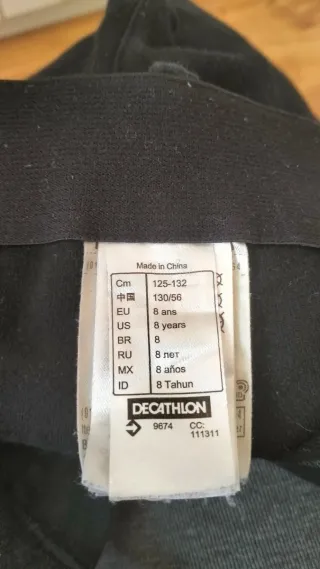 Made in China
Cm 125-132
中国 130/56
EU 8 ans
US 8 years
BR 8
RU 8 лет
MX 8 años
ID 8 Tahun
DECATHLON
9674 CC:
111311